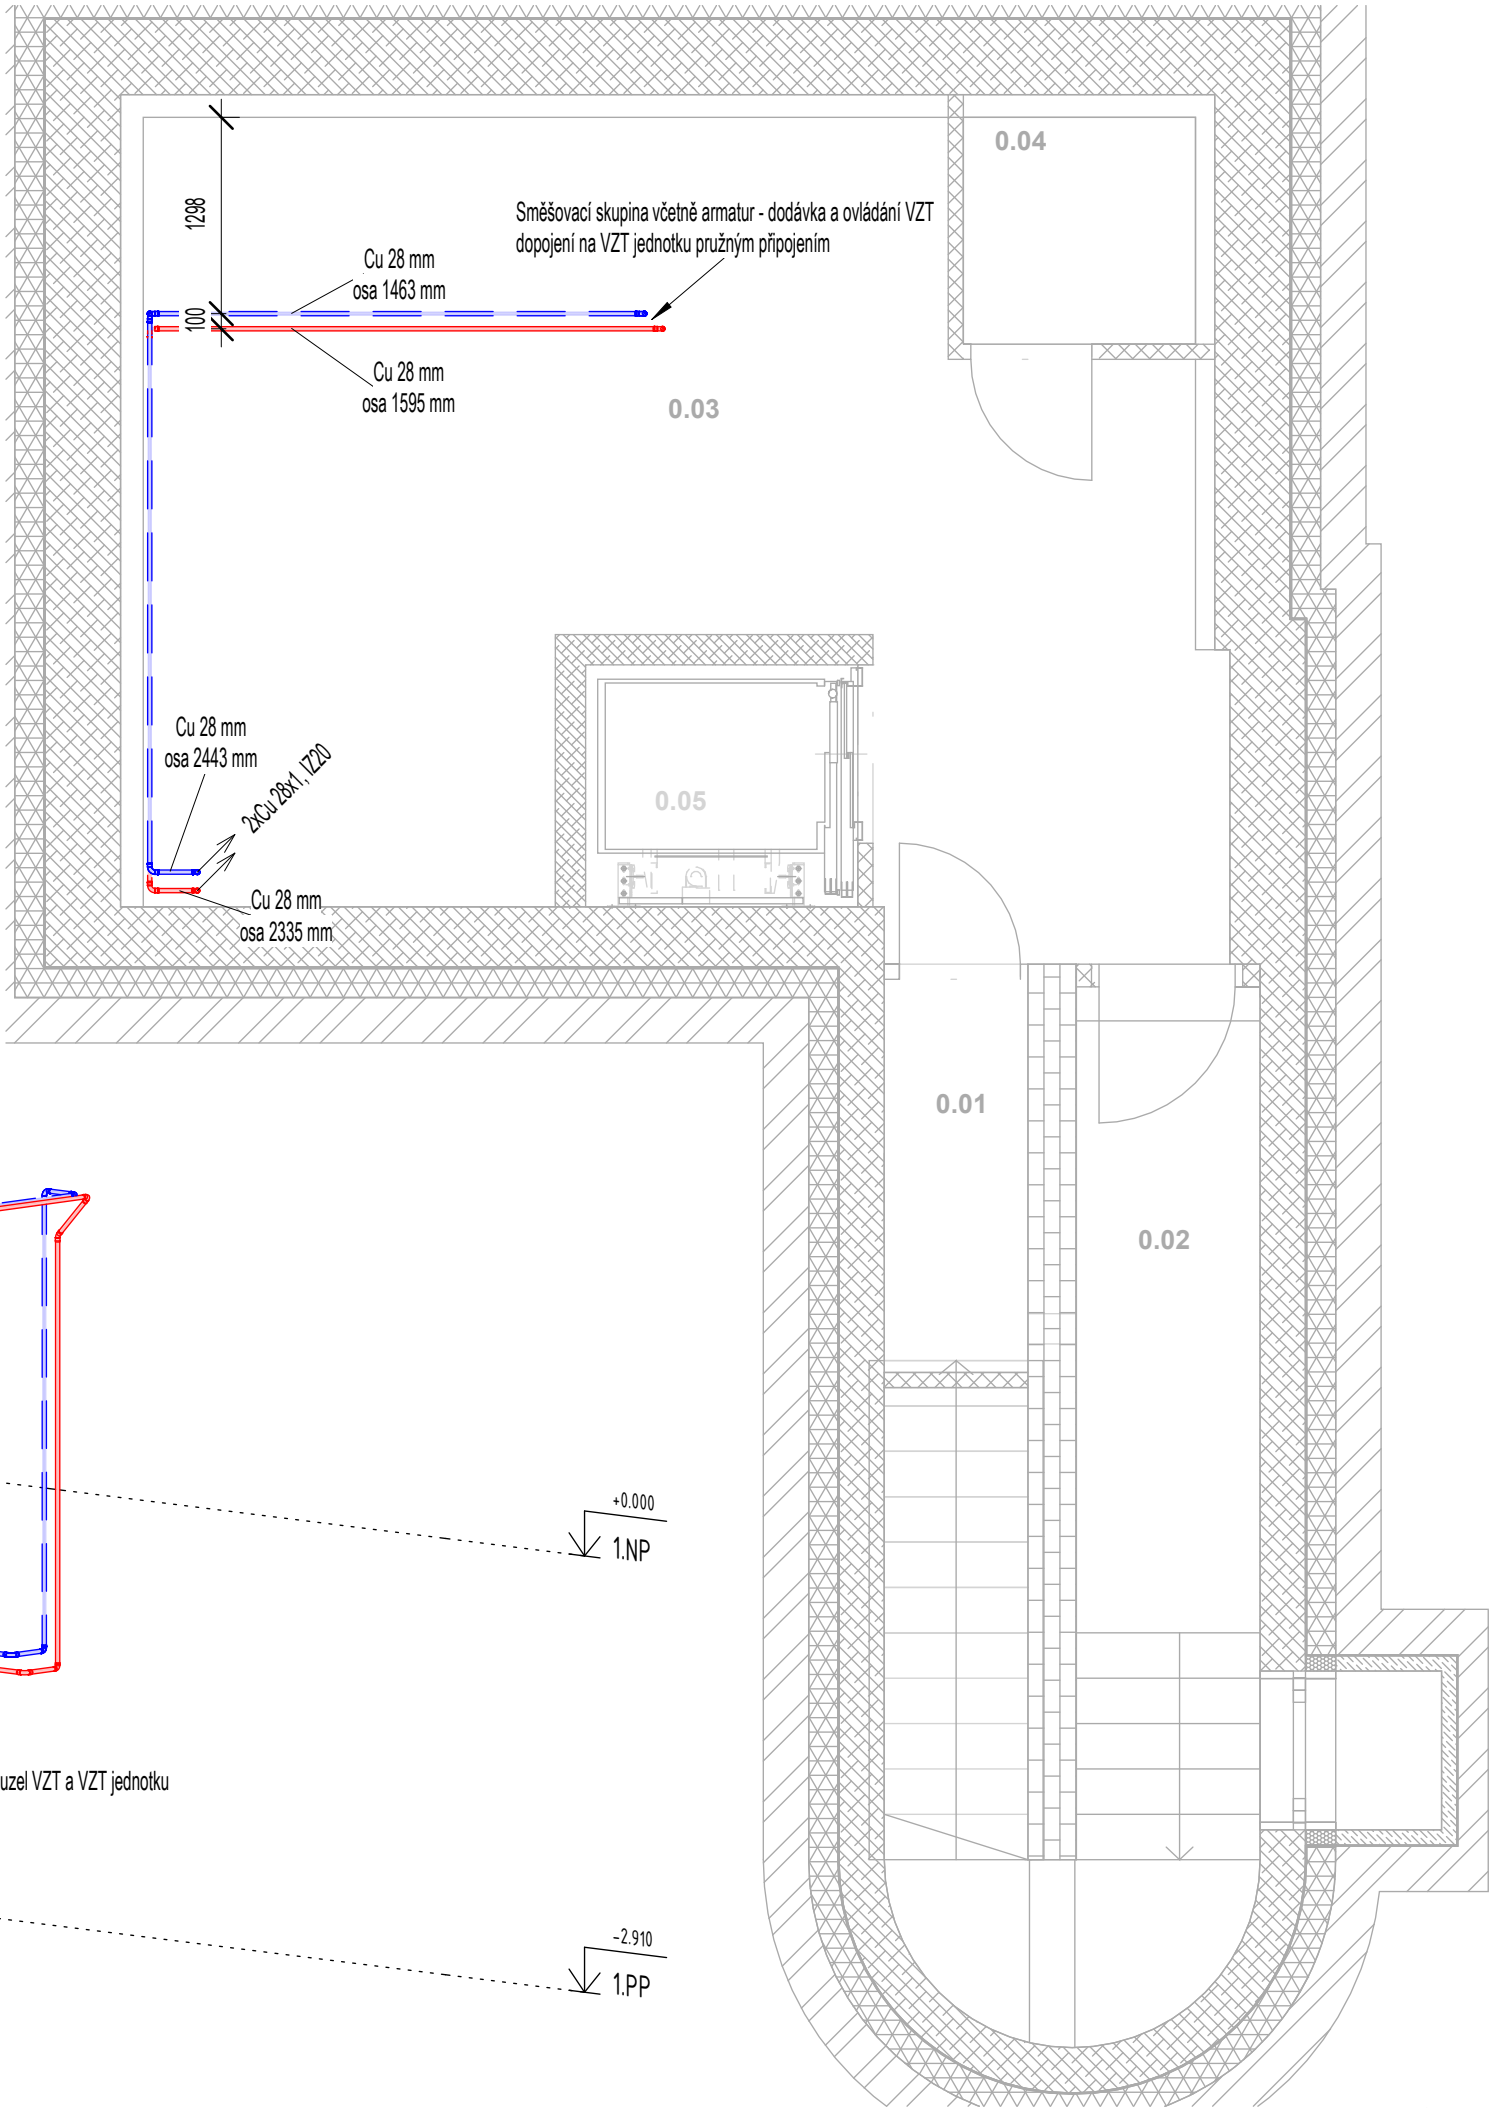 0.04
1298
Směšovací skupina včetně armatur - dodávka a ovládání VZT
dopojení na VZT jednotku pružným připojením
Cu 28 mm
osa 1463 mm
100
Cu 28 mm
osa 1595 mm
0.03
Cu 28 mm
osa 2443 mm
2xCu 28x1, IZ20
0.05
Cu 28 mm
osa 2335 mm
0.01
0.02
+0.000
1.NP
uzel VZT a VZT jednotku
-2.910
1.PP